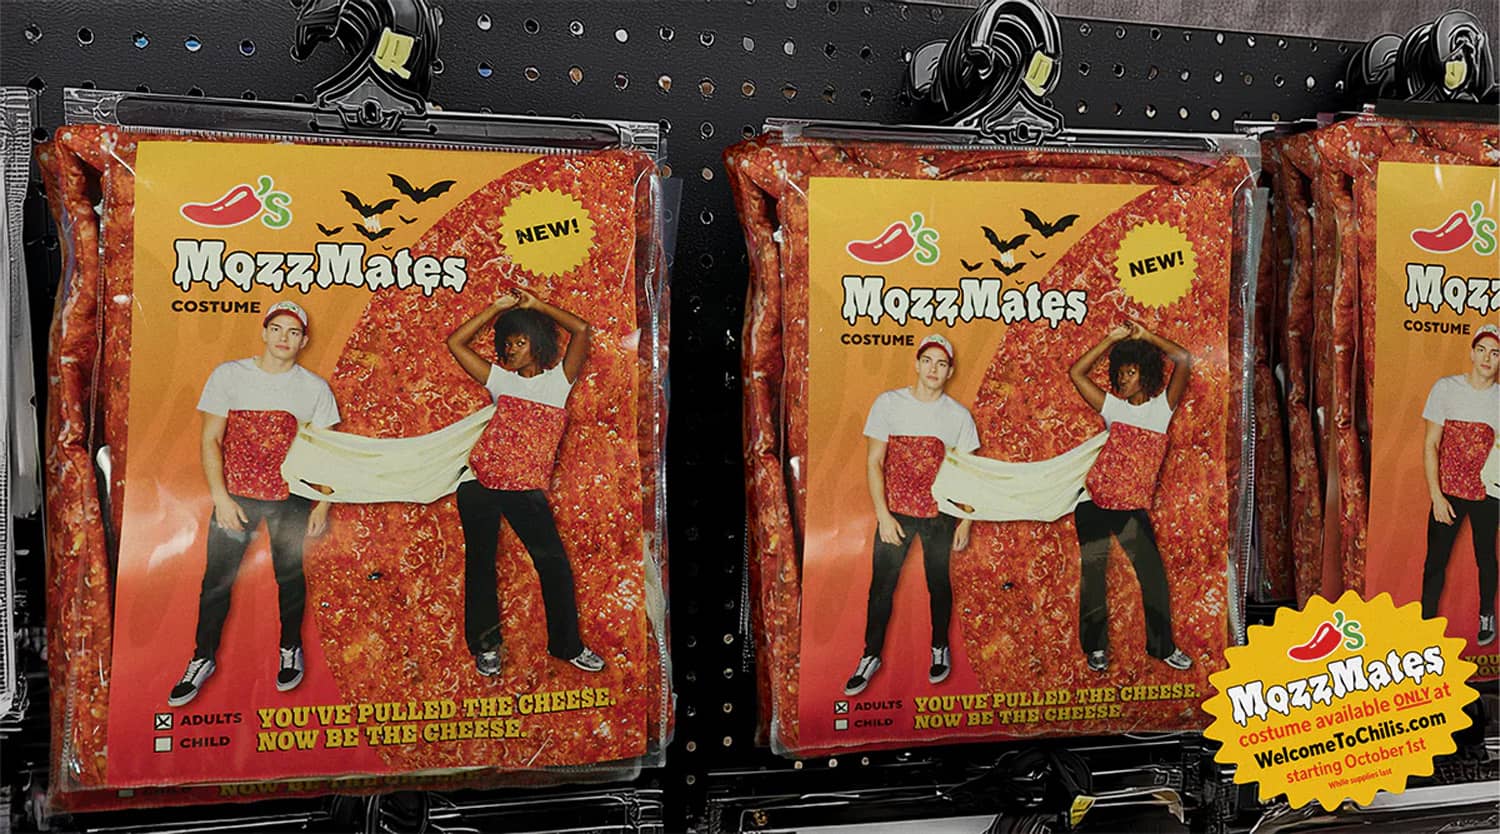 'S
MozzMates
COSTUME
NEW!
ADULTS
CHILD
YOU'VE PULLED THE CHEESE.
NOW BE THE CHEESE.
'S
MozzMates
COSTUME
NEW!
ADULTS
CHILD
YOU'VE PULLED THE CHEESE.
NOW BE THE CHEESE.
'S
Mozz
COSTUME
'S
MozzMates
costume available ONLY at
WelcomeToChilis.com
starting October 1st
While supplies last